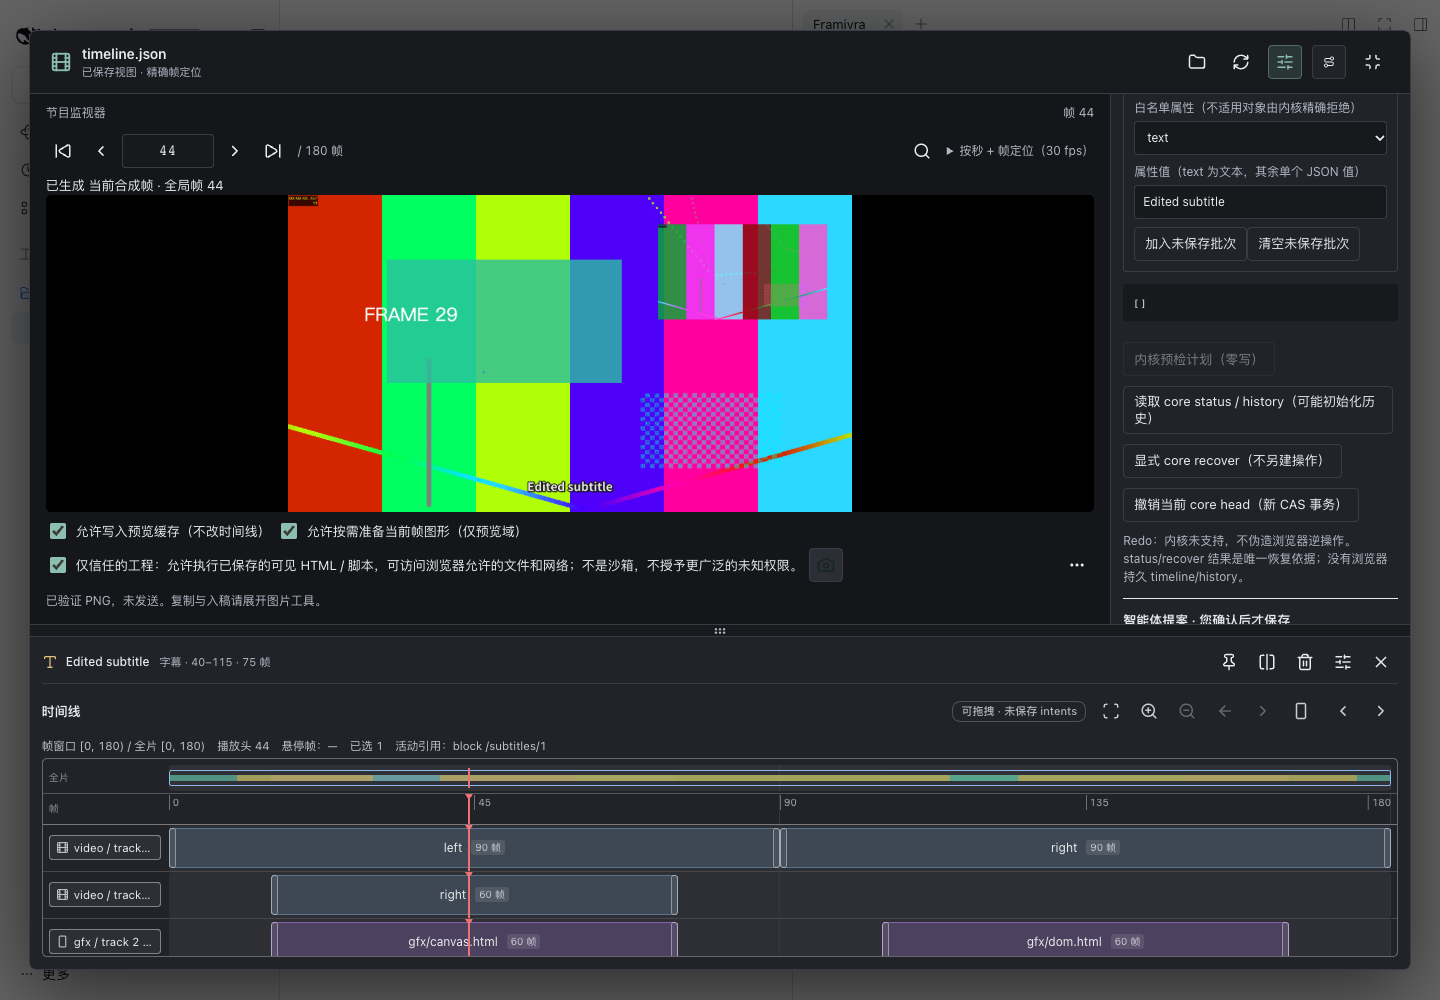 Framivra
timeline.json
已保存视图 · 精确帧定位
节目监视器
帧 44
44
/ 180 帧
按秒 + 帧定位（30 fps）
已生成 当前合成帧 · 全局帧 44
FRAME 29
Edited subtitle
允许写入预览缓存（不改时间线）
允许按需准备当前帧图形（仅预览域）
仅信任的工程：允许执行已保存的可见 HTML / 脚本，可访问浏览器允许的文件和网络；不是沙箱，不授予更广泛的未知权限。
已验证 PNG，未发送。复制与入稿请展开图片工具。
白名单属性（不适用对象由内核精确拒绝）
text
属性值（text 为文本，其余单个 JSON 值）
Edited subtitle
加入未保存批次
清空未保存批次
[]
内核预检计划（零写）
读取 core status / history（可能初始化历
史）
显式 core recover（不另建操作）
撤销当前 core head（新 CAS 事务）
Redo：内核未支持，不伪造浏览器逆操作。
status/recover 结果是唯一恢复依据；没有浏览器
持久 timeline/history。
智能体提案 · 您确认后才保存
Edited subtitle 字幕 · 40–115 · 75 帧
时间线
可拖拽 · 未保存 intents
帧窗口 [0, 180) / 全片 [0, 180) 播放头 44 悬停帧：— 已选 1 活动引用：block /subtitles/1
全片
帧
0
45
90
135
180
video / track...
left 90 帧
right 90 帧
video / track...
right 60 帧
gfx / track 2 ...
gfx/canvas.html 60 帧
gfx/dom.html 60 帧
更多